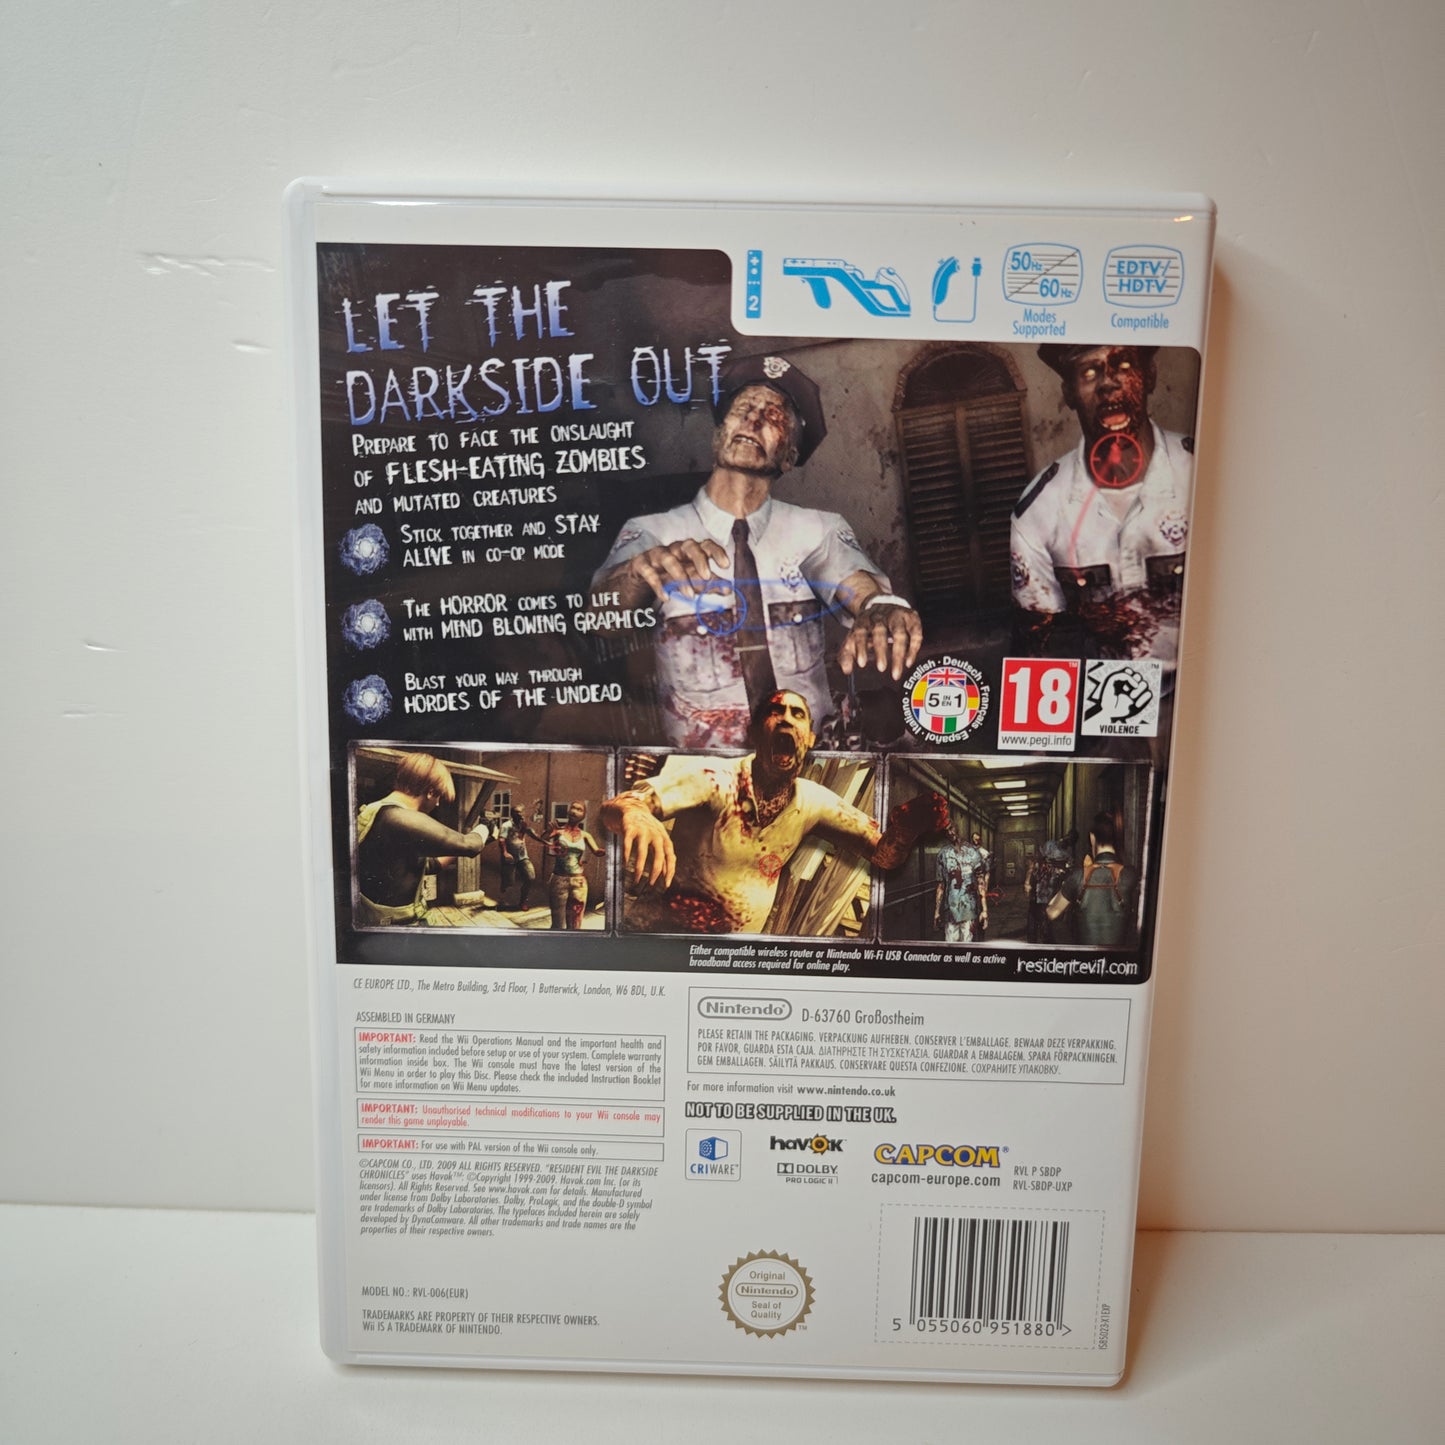 LET THE
DARKSIDE OUT
PREPARE TO FACE THE ONSLAUGHT
OF FLESH-EATING ZOMBIES
AND MUTATED CREATURES
STICK TOGETHER AND STAY
ALIVE IN CO-OP MODE
THE HORROR COMES TO LIFE
WITH MIND BLOWING GRAPHICS
BLAST YOUR WAY THROUGH
HORDES OF THE UNDEAD
2
50Hz
60Hz
Modes
Supported
EDTV/
HDTV
Compatible
English · Deutsch · Français · Español · Italiano ·
5 IN EN 1
18
www.pegi.info
VIOLENCE
Either compatible wireless router or Nintendo Wi-Fi USB Connector as well as active
broadband access required for online play.
residentevil.com
CE EUROPE LTD., The Metro Building, 3rd Floor, 1 Butterwick, London, W6 8DL, U.K.
ASSEMBLED IN GERMANY
IMPORTANT: Read the Wii Operations Manual and the important health and
safety information included before setup or use of your system. Complete warranty
information inside box. The Wii console must have the latest version of the
Wii Menu in order to play this Disc. Please check the included Instruction Booklet
for more information on Wii Menu updates.
IMPORTANT: Unauthorised technical modifications to your Wii console may
render this game unplayable.
IMPORTANT: For use with PAL version of the Wii console only.
©CAPCOM CO., LTD. 2009 ALL RIGHTS RESERVED. "RESIDENT EVIL THE DARKSIDE
CHRONICLES" uses Havok™: ©Copyright 1999-2009. Havok.com Inc. (or its
licensors). All Rights Reserved. See www.havok.com for details. Manufactured
under license from Dolby Laboratories. Dolby, ProLogic, and the double-D symbol
are trademarks of Dolby Laboratories. The typefaces included herein are solely
developed by DynaComware. All other trademarks and trade names are the
properties of their respective owners.
MODEL NO.: RVL-006(EUR)
TRADEMARKS ARE PROPERTY OF THEIR RESPECTIVE OWNERS.
Wii IS A TRADEMARK OF NINTENDO.
Nintendo® D-63760 Großostheim
PLEASE RETAIN THE PACKAGING. VERPACKUNG AUFHEBEN. CONSERVER L'EMBALLAGE. BEWAAR DEZE VERPAKKING.
POR FAVOR, GUARDA ESTA CAJA. ΔΙΑΤΗΡΗΣΤΕ ΤΗ ΣΥΣΚΕΥΑΣΙΑ. GUARDAR A EMBALAGEM. SPARA FÖRPACKNINGEN.
GEM EMBALLAGEN. SÄILYTÄ PAKKAUS. CONSERVARE QUESTA CONFEZIONE. СОХРАНИТЕ УПАКОВКУ.
For more information visit www.nintendo.co.uk
NOT TO BE SUPPLIED IN THE UK.
CRIWARE™
havok
DOLBY
PRO LOGIC II
CAPCOM®
capcom-europe.com
RVL P SBDP
RVL-SBDP-UXP
Original
Nintendo
Seal of
Quality
TM
5 055060 951880 >
ISR5023-X1EXP